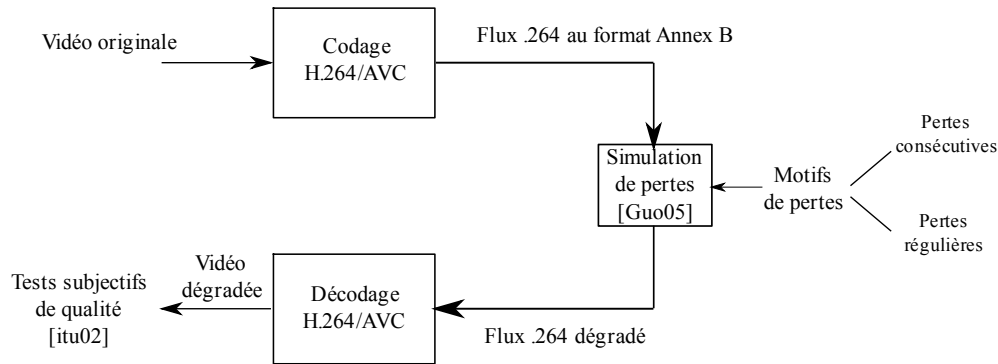 Vidéo originale
Codage
H.264/AVC
Flux .264 au format Annex B
Simulation
de pertes
[Guo05]
Motifs
de pertes
Pertes
consécutives
Pertes
régulières
Flux .264 dégradé
Décodage
H.264/AVC
Vidéo
dégradée
Tests subjectifs
de qualité
[itu02]